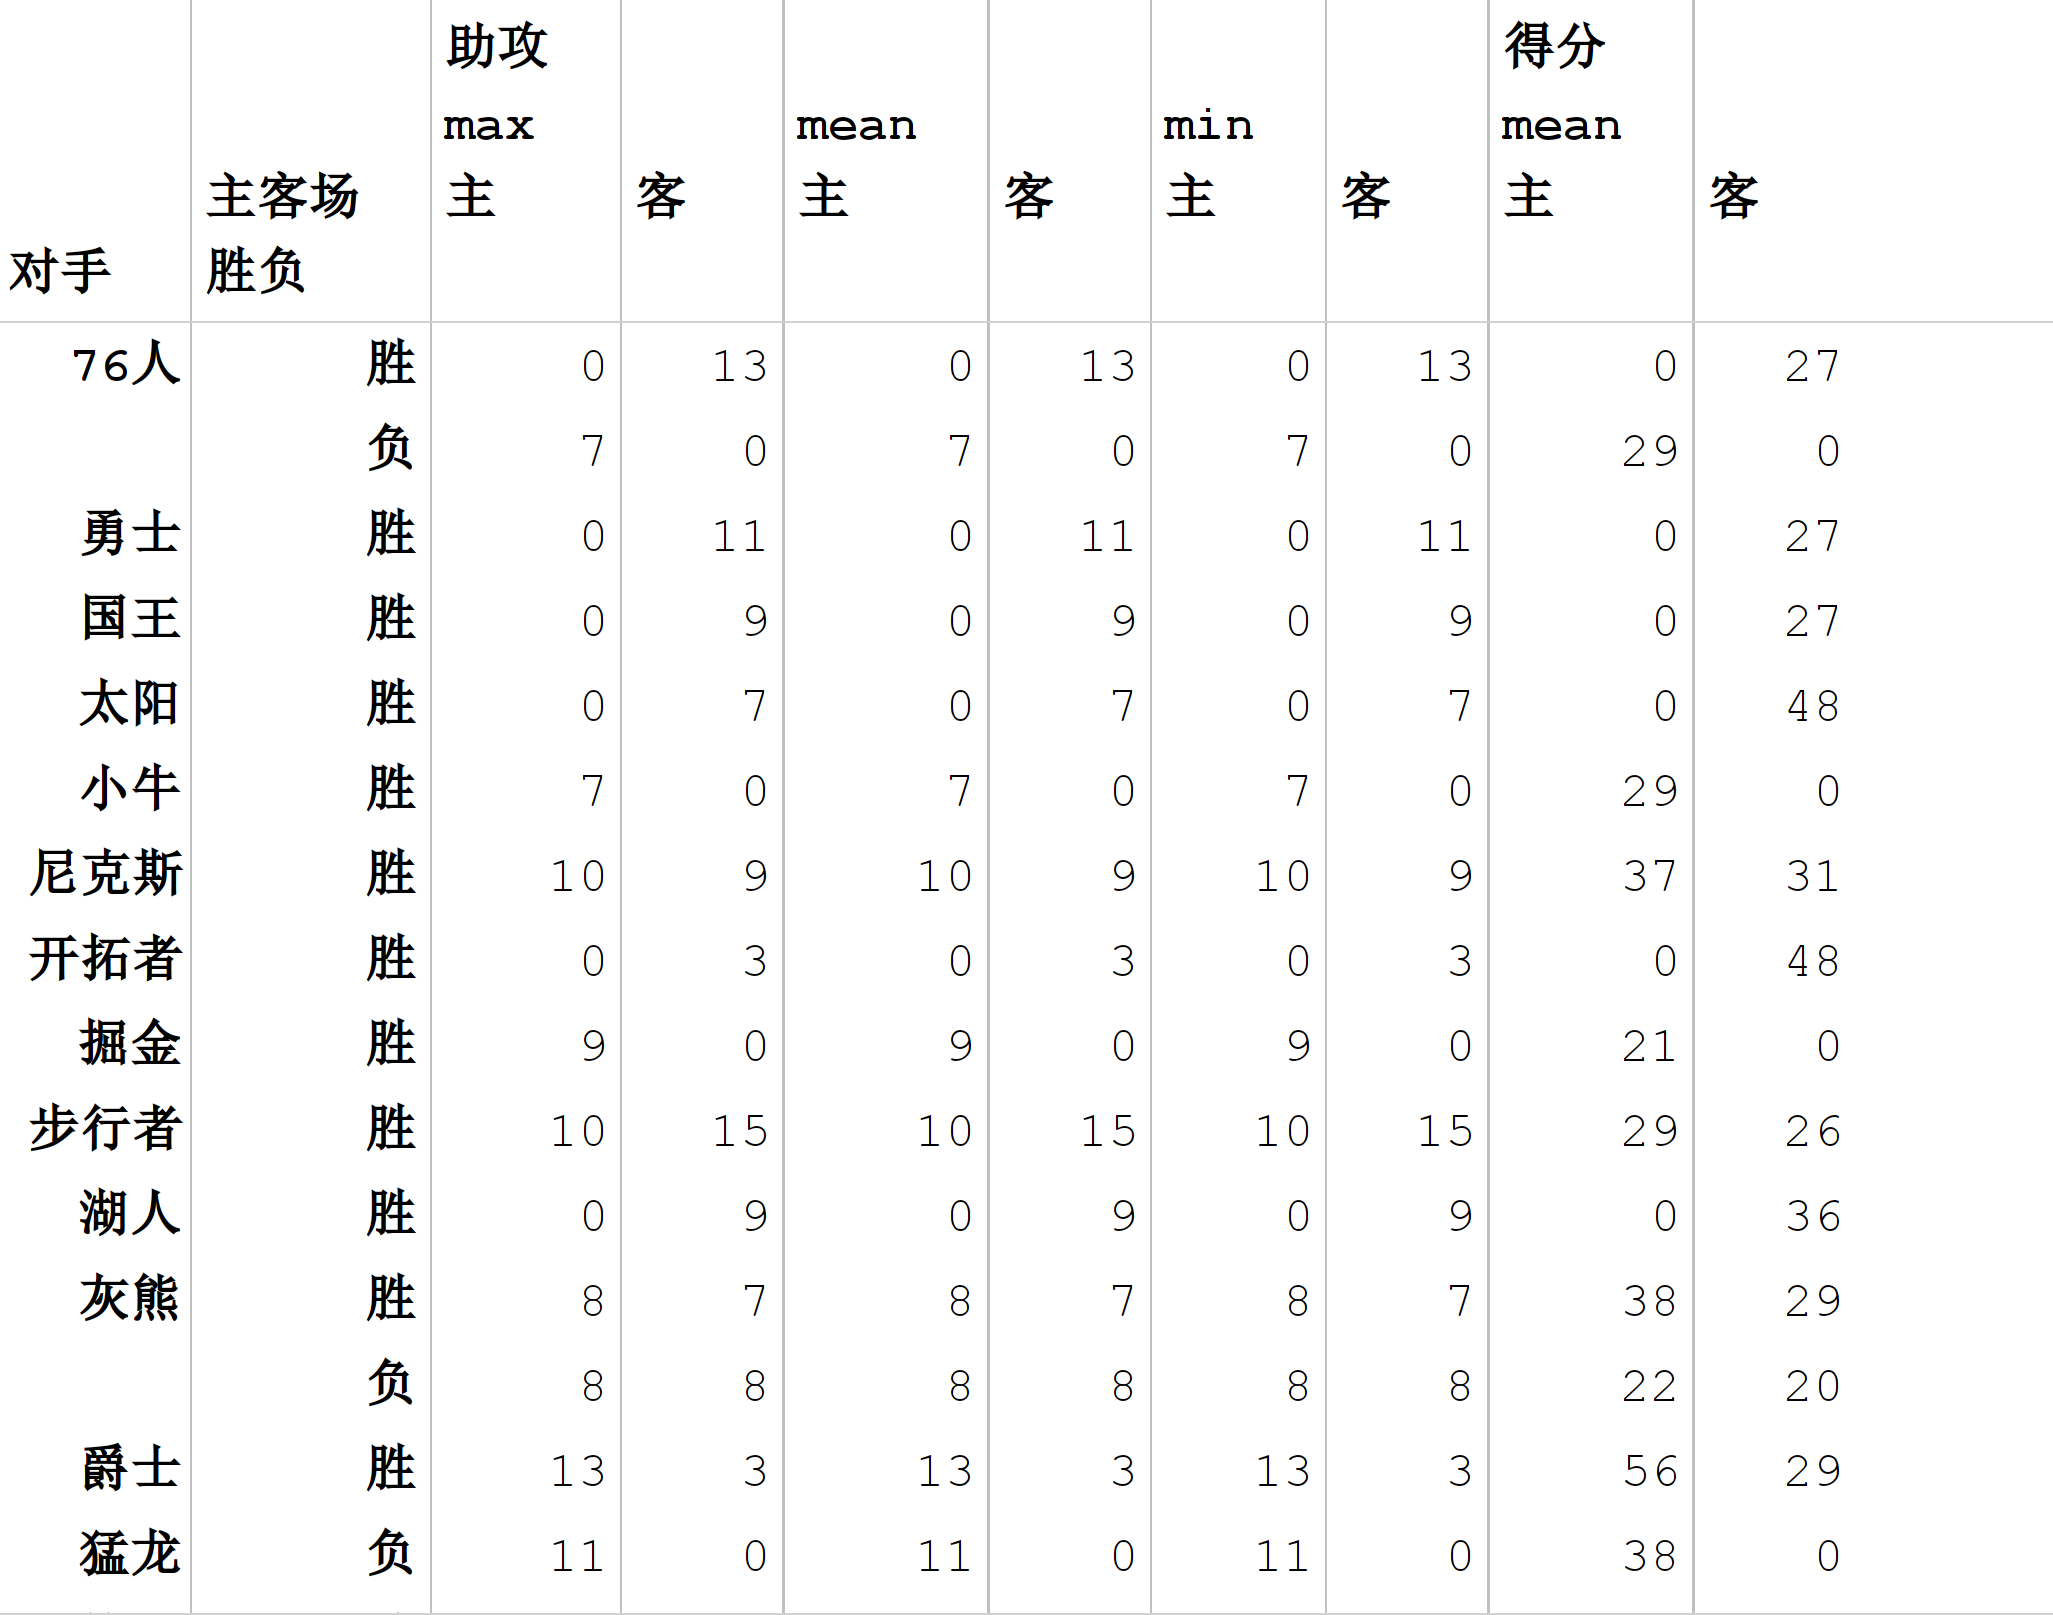 助攻 得分
max mean min mean
主客场 主 客 主 客 主 客 主 客
对手 胜负
76人 胜 0 13 0 13 0 13 0 27
负 7 0 7 0 7 0 29 0
勇士 胜 0 11 0 11 0 11 0 27
国王 胜 0 9 0 9 0 9 0 27
太阳 胜 0 7 0 7 0 7 0 48
小牛 胜 7 0 7 0 7 0 29 0
尼克斯 胜 10 9 10 9 10 9 37 31
开拓者 胜 0 3 0 3 0 3 0 48
掘金 胜 9 0 9 0 9 0 21 0
步行者 胜 10 15 10 15 10 15 29 26
湖人 胜 0 9 0 9 0 9 0 36
灰熊 胜 8 7 8 7 8 7 38 29
负 8 8 8 8 8 8 22 20
爵士 胜 13 3 13 3 13 3 56 29
猛龙 负 11 0 11 0 11 0 38 0